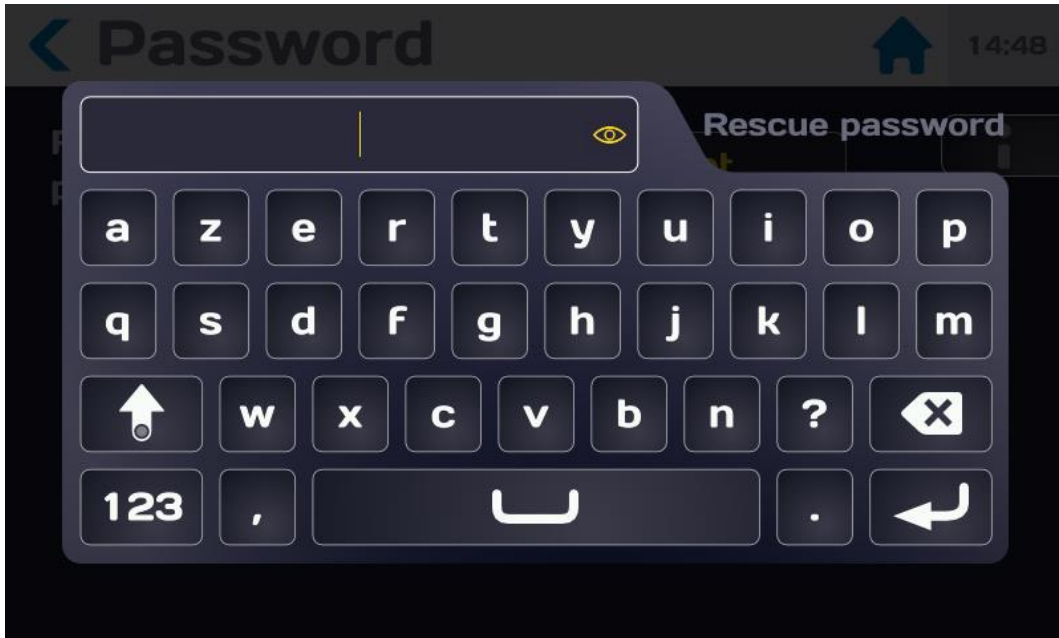 Password
14:48
Rescue password
a z e r t y u i o p
q s d f g h j k l m
w x c v b n ?
123 , .